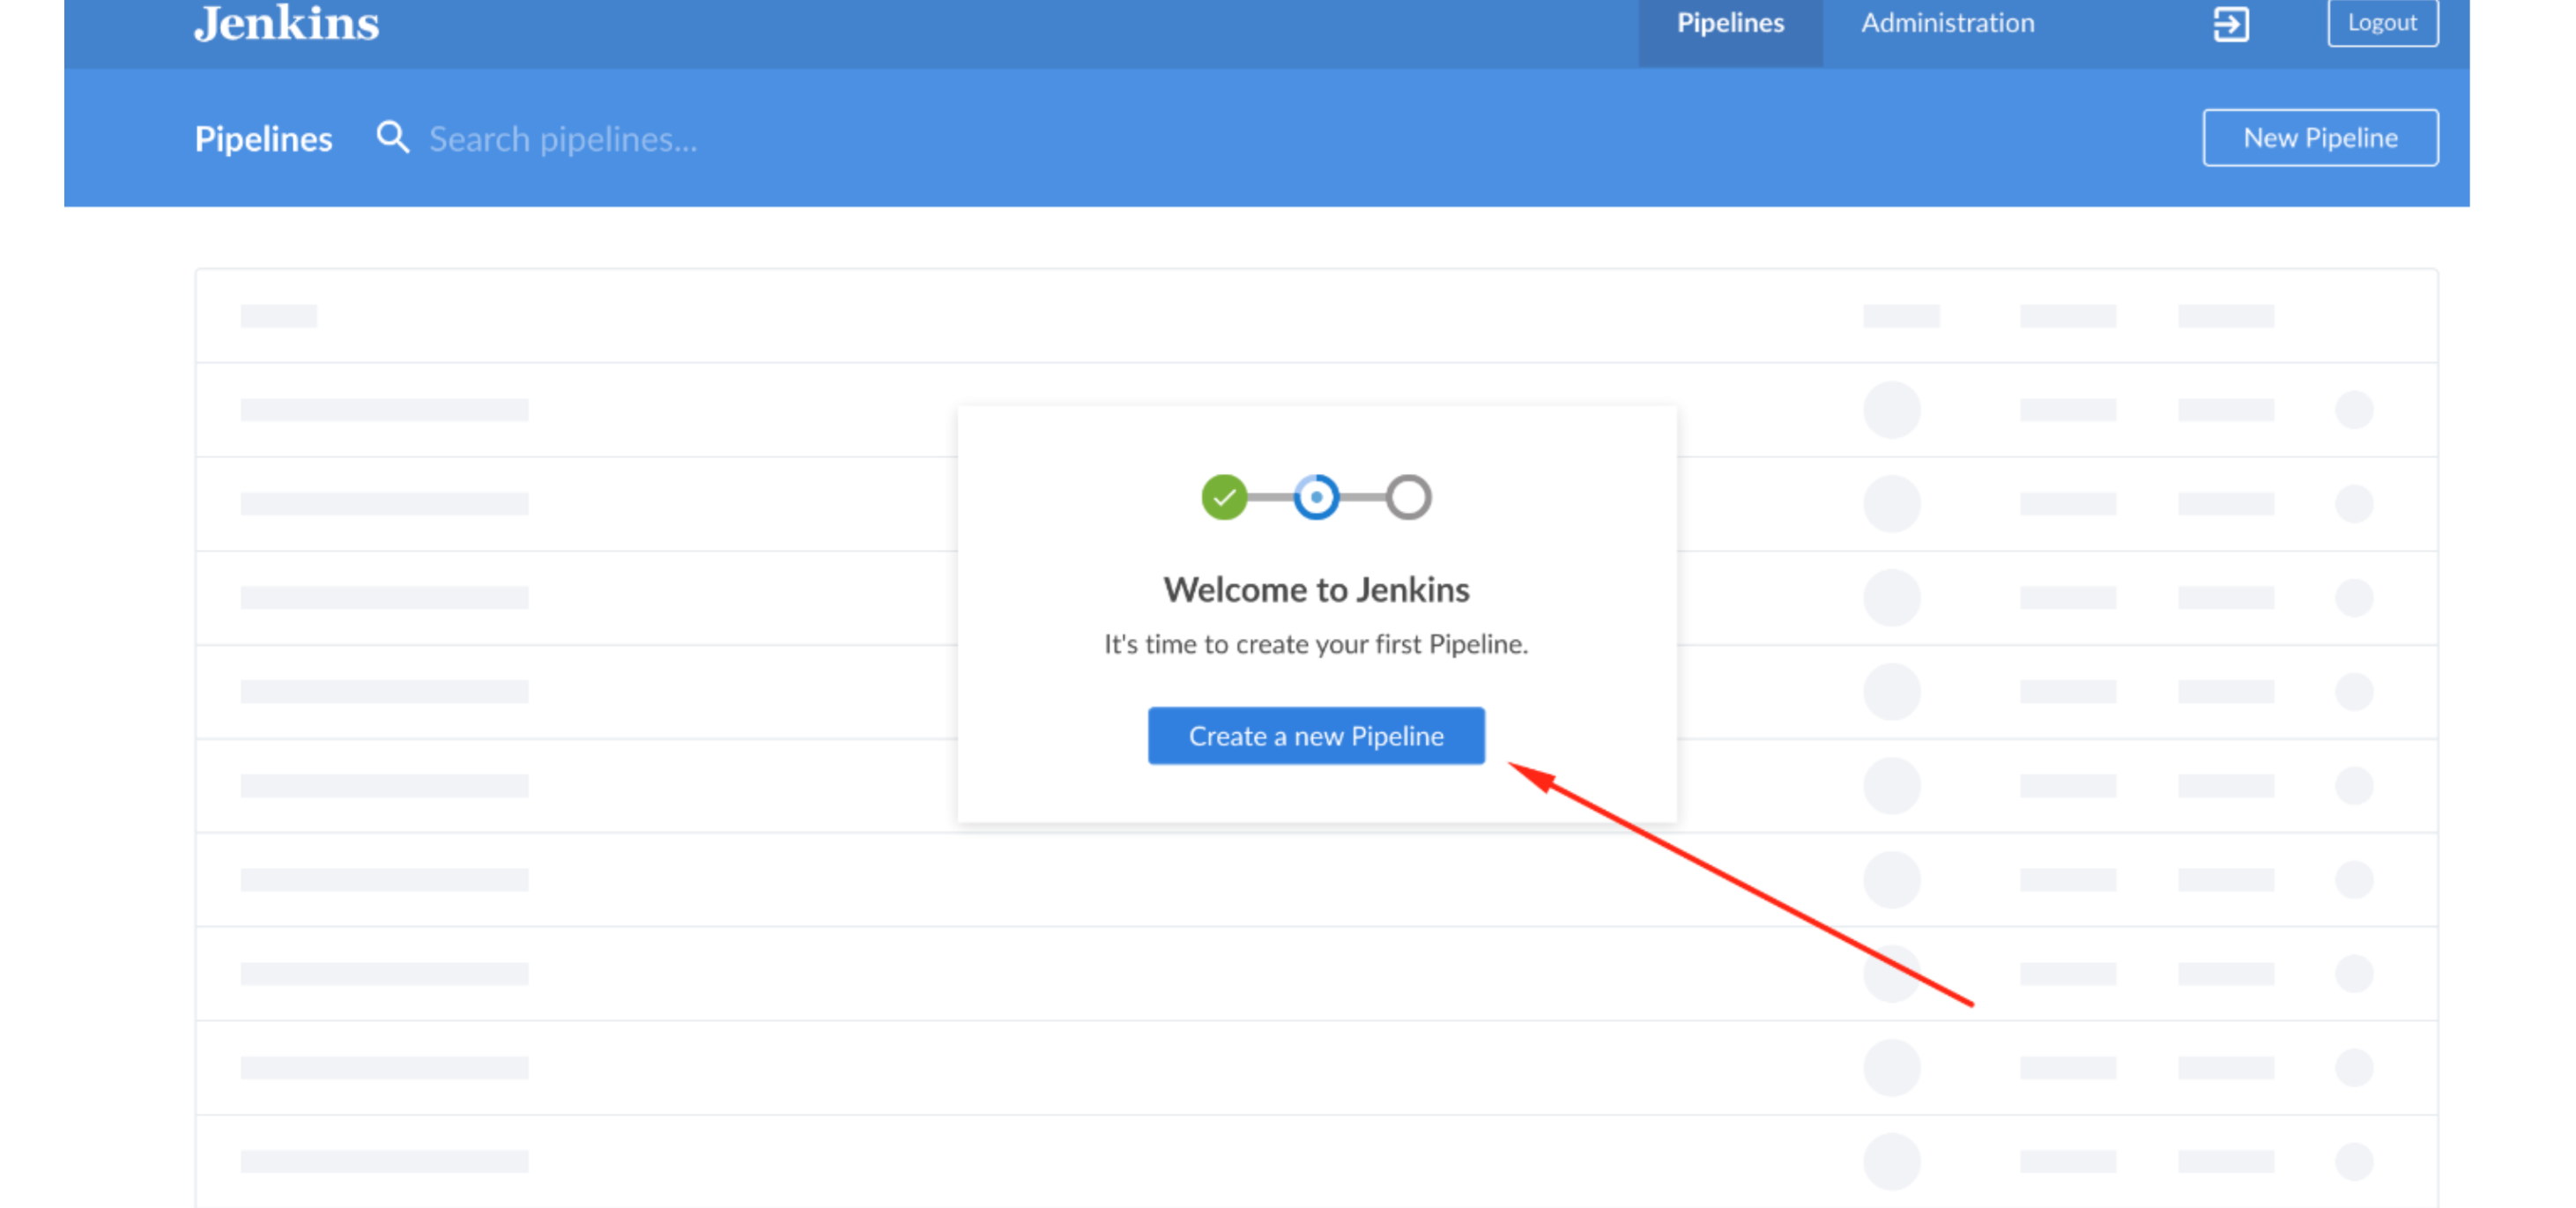 Jenkins
Pipelines
Administration
Logout
Pipelines
Search pipelines...
New Pipeline
Welcome to Jenkins
It's time to create your first Pipeline.
Create a new Pipeline